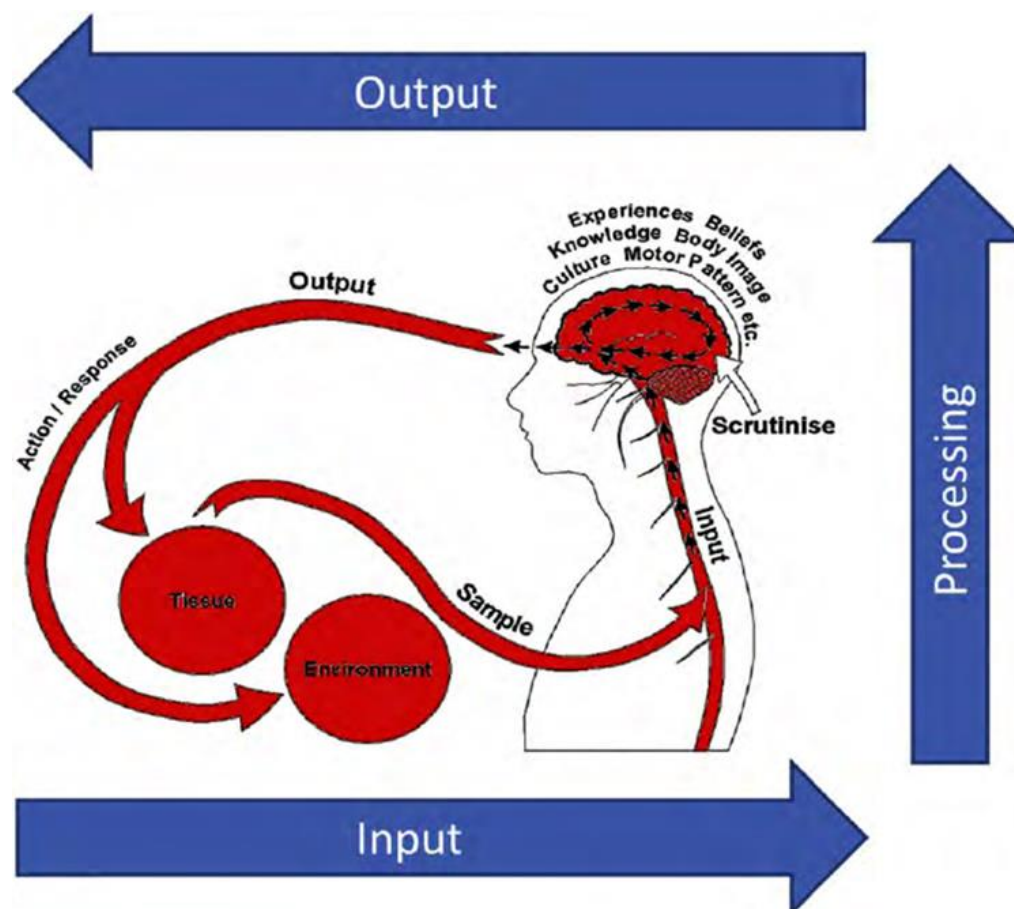 Output
Experiences Beliefs
Knowledge Body Image
Culture Motor Pattern etc.
Output
Action / Response
Scrutinise
Input
Tissue
Sample
Environment
Processing
Input